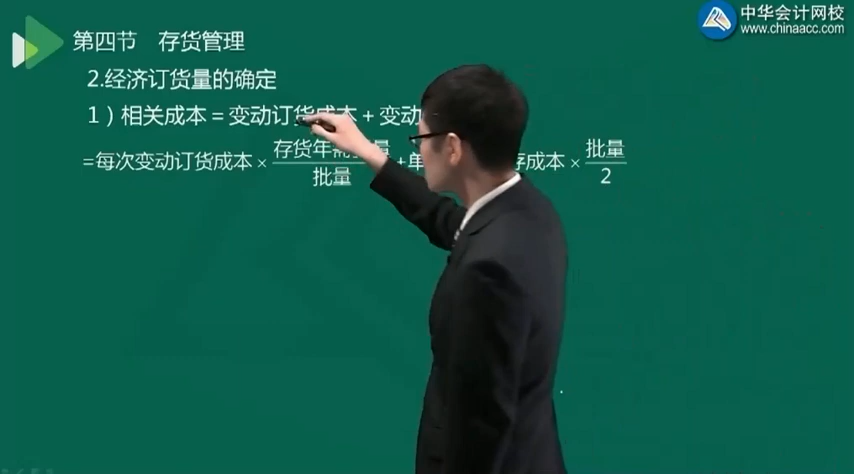 中华会计网校
www.chinaacc.com
第四节 存货管理
2.经济订货量的确定
1）相关成本＝变动订货成本＋变动
=每次变动订货成本× 存货年需 量 +单 存成本× 批量
批量 2